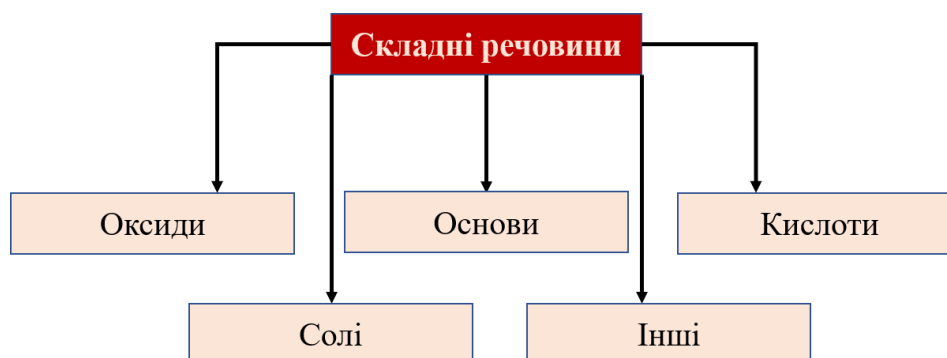 Складні речовини
Оксиди
Основи
Кислоти
Солі
Інші